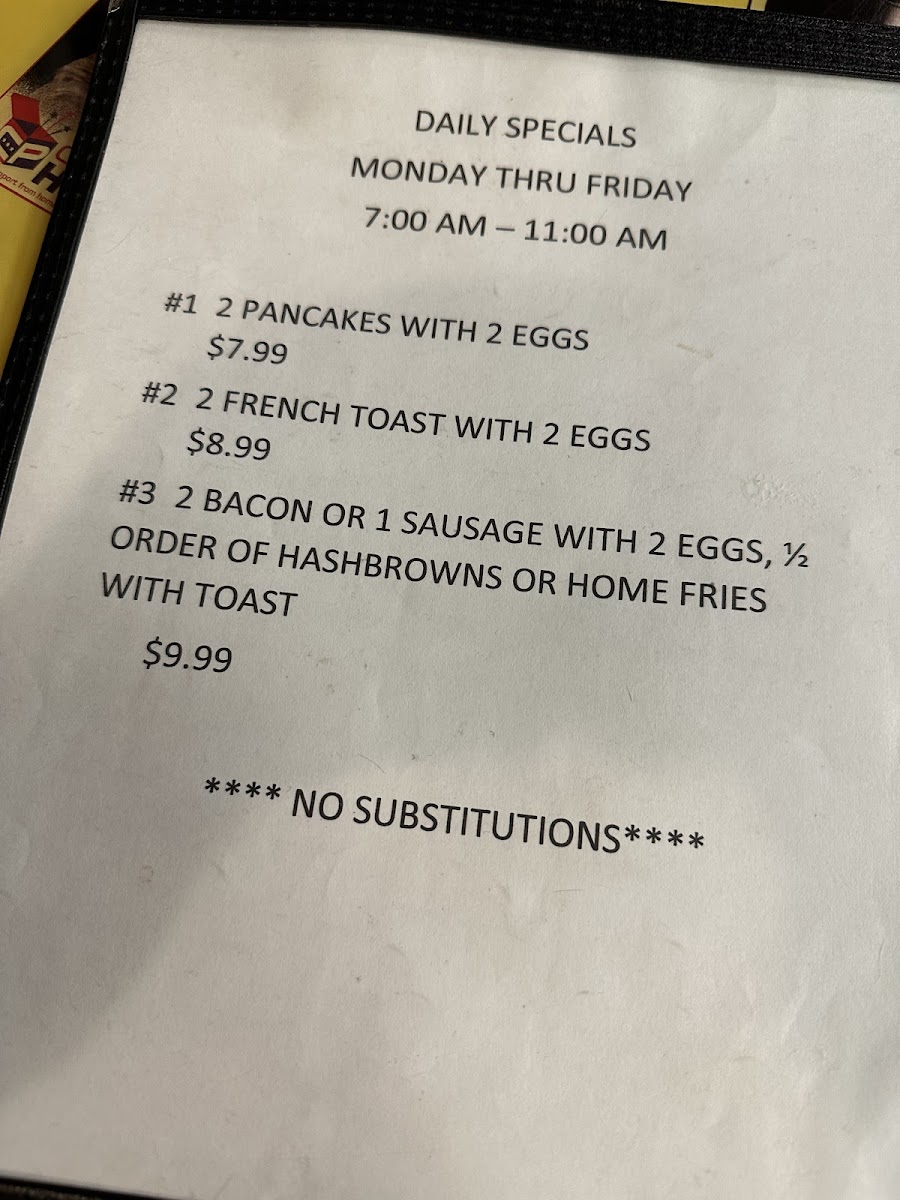 DAILY SPECIALS
MONDAY THRU FRIDAY
7:00 AM – 11:00 AM
#1 2 PANCAKES WITH 2 EGGS
$7.99
#2 2 FRENCH TOAST WITH 2 EGGS
$8.99
#3 2 BACON OR 1 SAUSAGE WITH 2 EGGS, ½
ORDER OF HASHBROWNS OR HOME FRIES
WITH TOAST
$9.99
**** NO SUBSTITUTIONS****